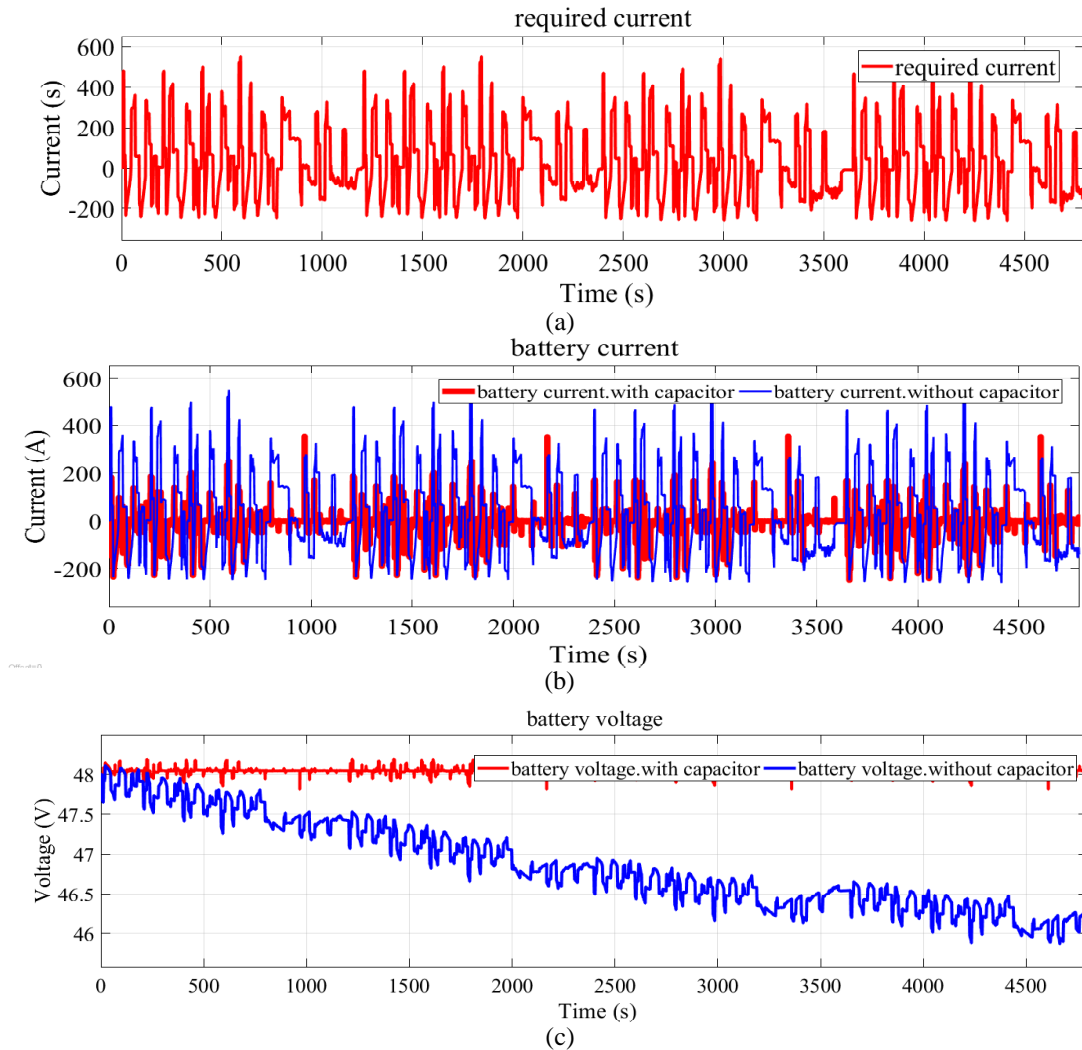 required current
600
400
200
0
-200
Current (s)
required current
0 500 1000 1500 2000 2500 3000 3500 4000 4500
Time (s)
(a)
battery current
600
400
200
0
-200
Current (A)
battery current.with capacitor battery current.without capacitor
0 500 1000 1500 2000 2500 3000 3500 4000 4500
Time (s)
(b)
battery voltage
48
47.5
47
46.5
46
Voltage (V)
battery voltage.with capacitor battery voltage.without capacitor
0 500 1000 1500 2000 2500 3000 3500 4000 4500
Time (s)
(c)